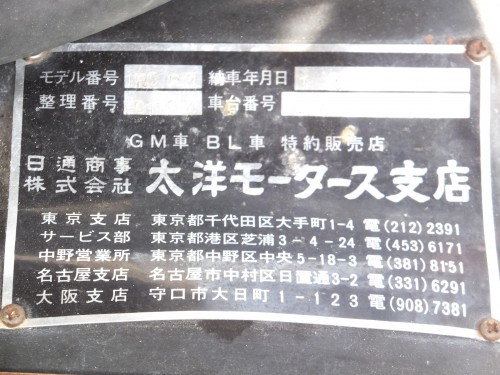 モデル番号 納車年月日
整理番号 車台番号
GM車 BL車 特約販売店
日通商事株式会社 太洋モータース支店
東京支店 東京都千代田区大手町1-4 電(212)2391
サービス部 東京都港区芝浦3-4-24 電(453)6171
中野営業所 東京都中野区中央5-18-3 電(381)8151
名古屋支店 名古屋市中村区日置通3-2 電(331)6291
大阪支店 守口市大日町1-123 電(908)7381